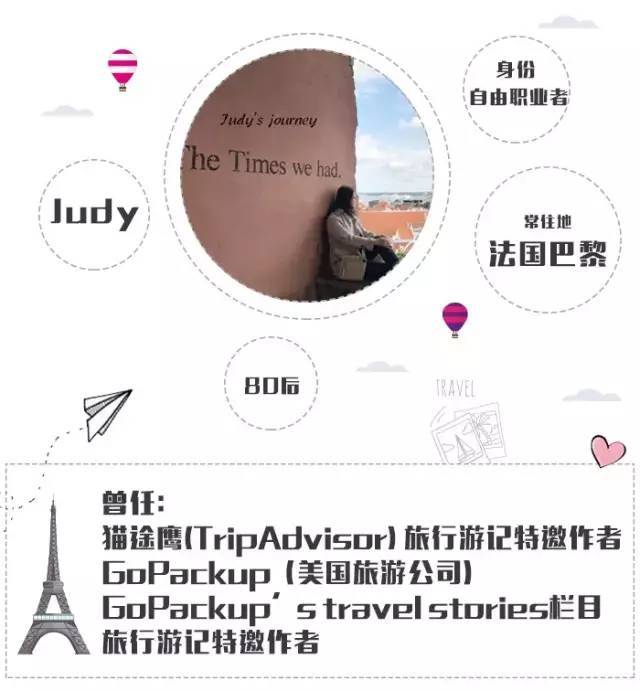 身份
自由职业者
Judy's journey
The Times we had.
Judy
常住地
法国巴黎
80后
TRAVEL
曾任:
猫途鹰(TripAdvisor) 旅行游记特邀作者
GoPackup (美国旅游公司)
GoPackup's travel stories栏目
旅行游记特邀作者